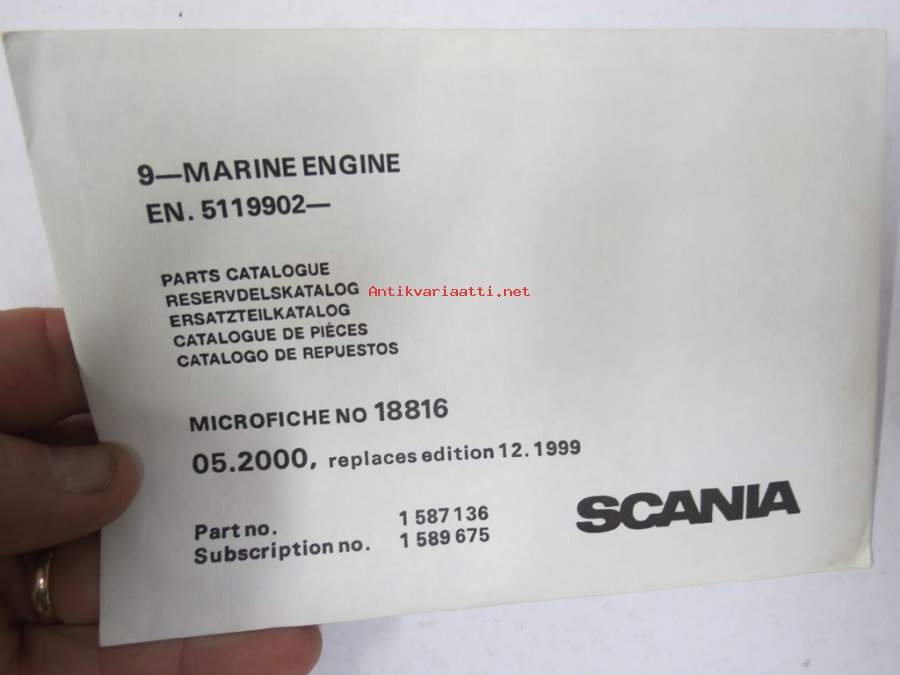 9—MARINE ENGINE
EN. 5119902—
PARTS CATALOGUE
RESERVDELSKATALOG
ERSATZTEILKATALOG
CATALOGUE DE PIÈCES
CATALOGO DE REPUESTOS
Antikvariaatti.net
MICROFICHE NO 18816
05.2000, replaces edition 12.1999
Part no. 1 587 136
Subscription no. 1 589 675
SCANIA